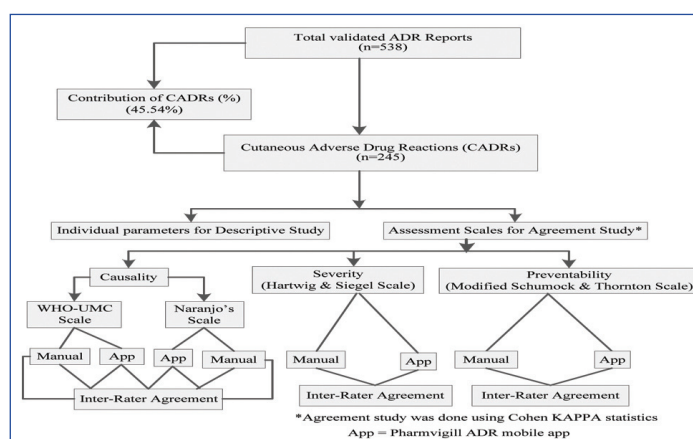 Total validated ADR Reports
(n=538)
Contribution of CADRs (%)
(45.54%)
Cutaneous Adverse Drug Reactions (CADRs)
(n=245)
Individual parameters for Descriptive Study
Assessment Scales for Agreement Study*
Causality
Severity
(Hartwig & Siegel Scale)
Preventability
(Modified Schumock & Thornton Scale)
WHO-UMC
Scale
Naranjo's
Scale
Manual
App
App
Manual
Manual
App
Manual
App
Inter-Rater Agreement
Inter-Rater Agreement
Inter-Rater Agreement
*Agreement study was done using Cohen KAPPA statistics
App = Pharmvigill ADR mobile app